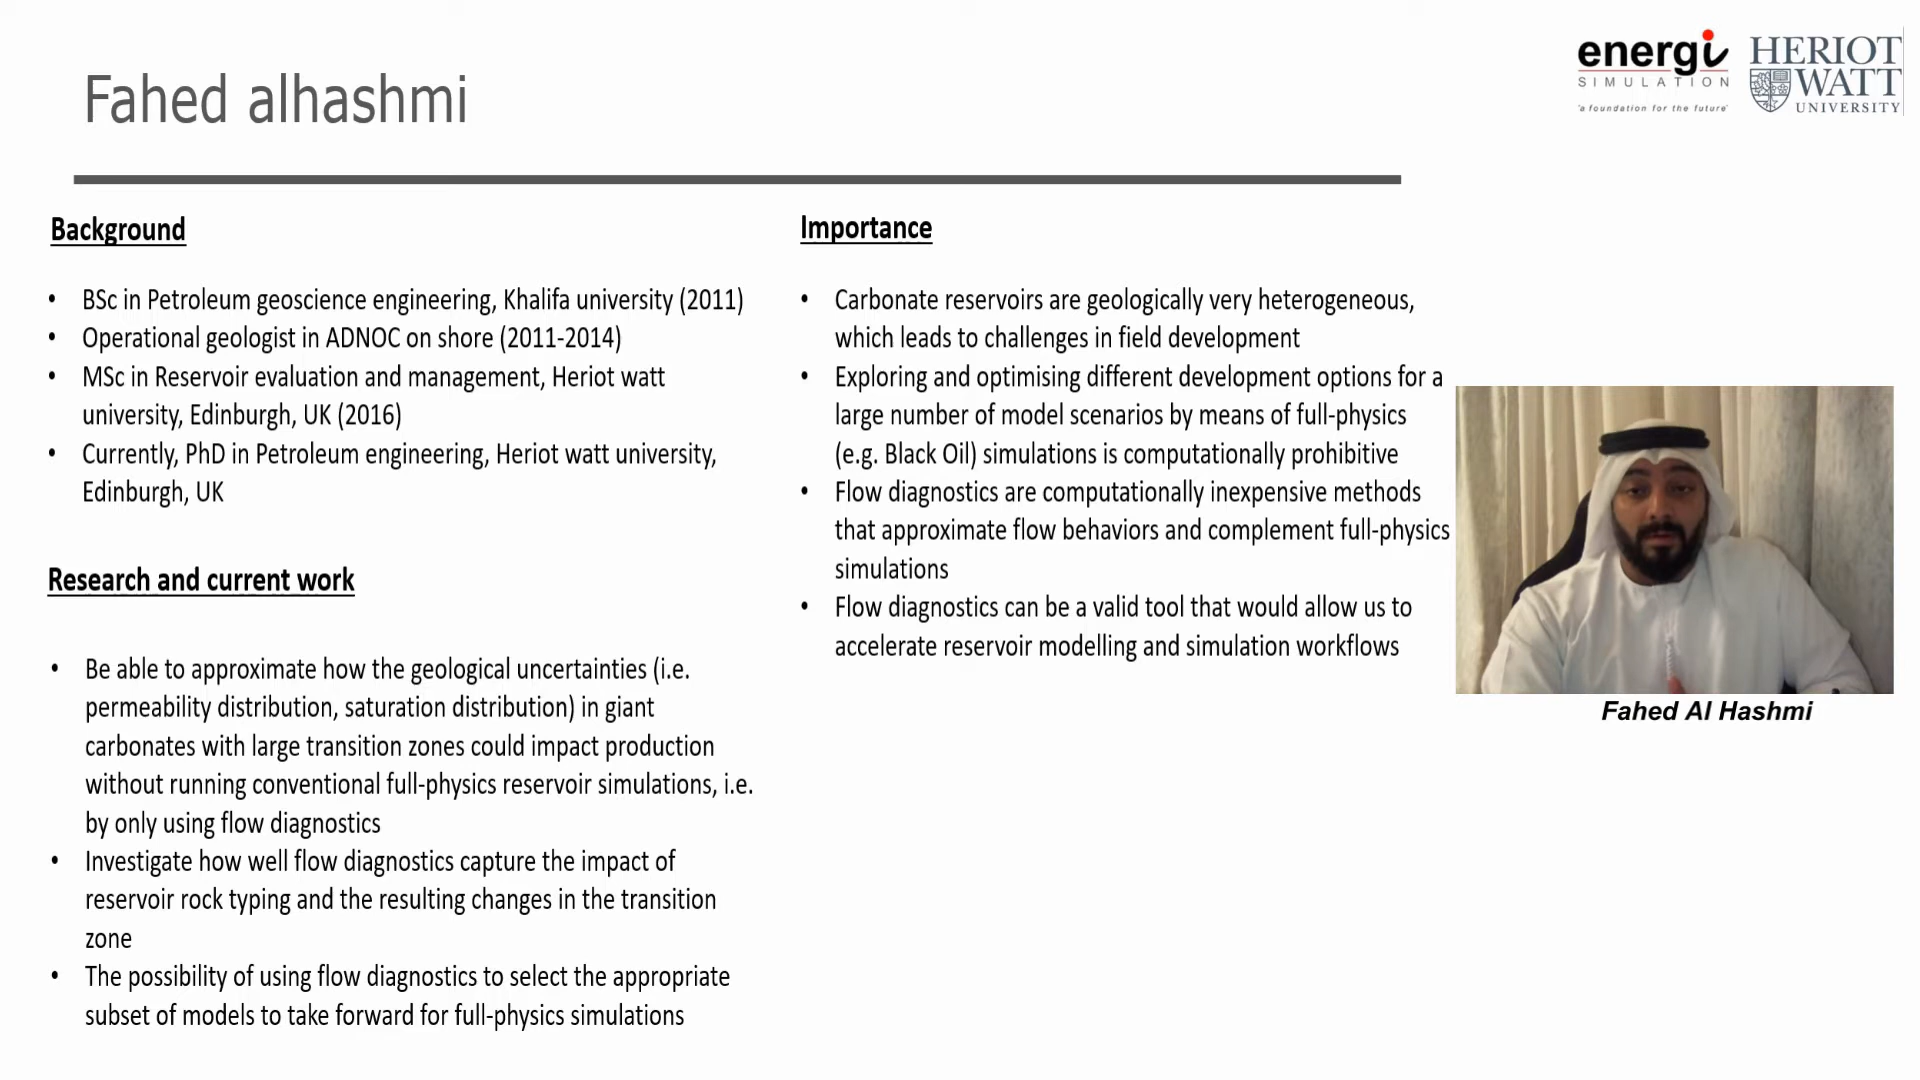 Fahed alhashmi
energi
SIMULATION
'a foundation for the future'
HERIOT
WATT
UNIVERSITY
Background
• BSc in Petroleum geoscience engineering, Khalifa university (2011)
• Operational geologist in ADNOC on shore (2011-2014)
• MSc in Reservoir evaluation and management, Heriot watt
university, Edinburgh, UK (2016)
• Currently, PhD in Petroleum engineering, Heriot watt university,
Edinburgh, UK
Research and current work
• Be able to approximate how the geological uncertainties (i.e.
permeability distribution, saturation distribution) in giant
carbonates with large transition zones could impact production
without running conventional full-physics reservoir simulations, i.e.
by only using flow diagnostics
• Investigate how well flow diagnostics capture the impact of
reservoir rock typing and the resulting changes in the transition
zone
• The possibility of using flow diagnostics to select the appropriate
subset of models to take forward for full-physics simulations
Importance
• Carbonate reservoirs are geologically very heterogeneous,
which leads to challenges in field development
• Exploring and optimising different development options for a
large number of model scenarios by means of full-physics
(e.g. Black Oil) simulations is computationally prohibitive
• Flow diagnostics are computationally inexpensive methods
that approximate flow behaviors and complement full-physics
simulations
• Flow diagnostics can be a valid tool that would allow us to
accelerate reservoir modelling and simulation workflows
Fahed Al Hashmi